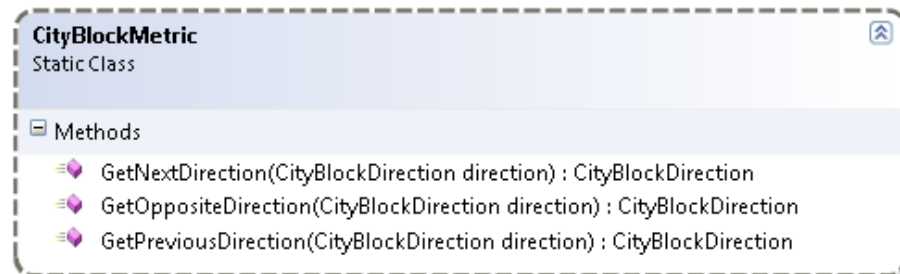 CityBlockMetric
Static Class
Methods
GetNextDirection(CityBlockDirection direction) : CityBlockDirection
GetOppositeDirection(CityBlockDirection direction) : CityBlockDirection
GetPreviousDirection(CityBlockDirection direction) : CityBlockDirection